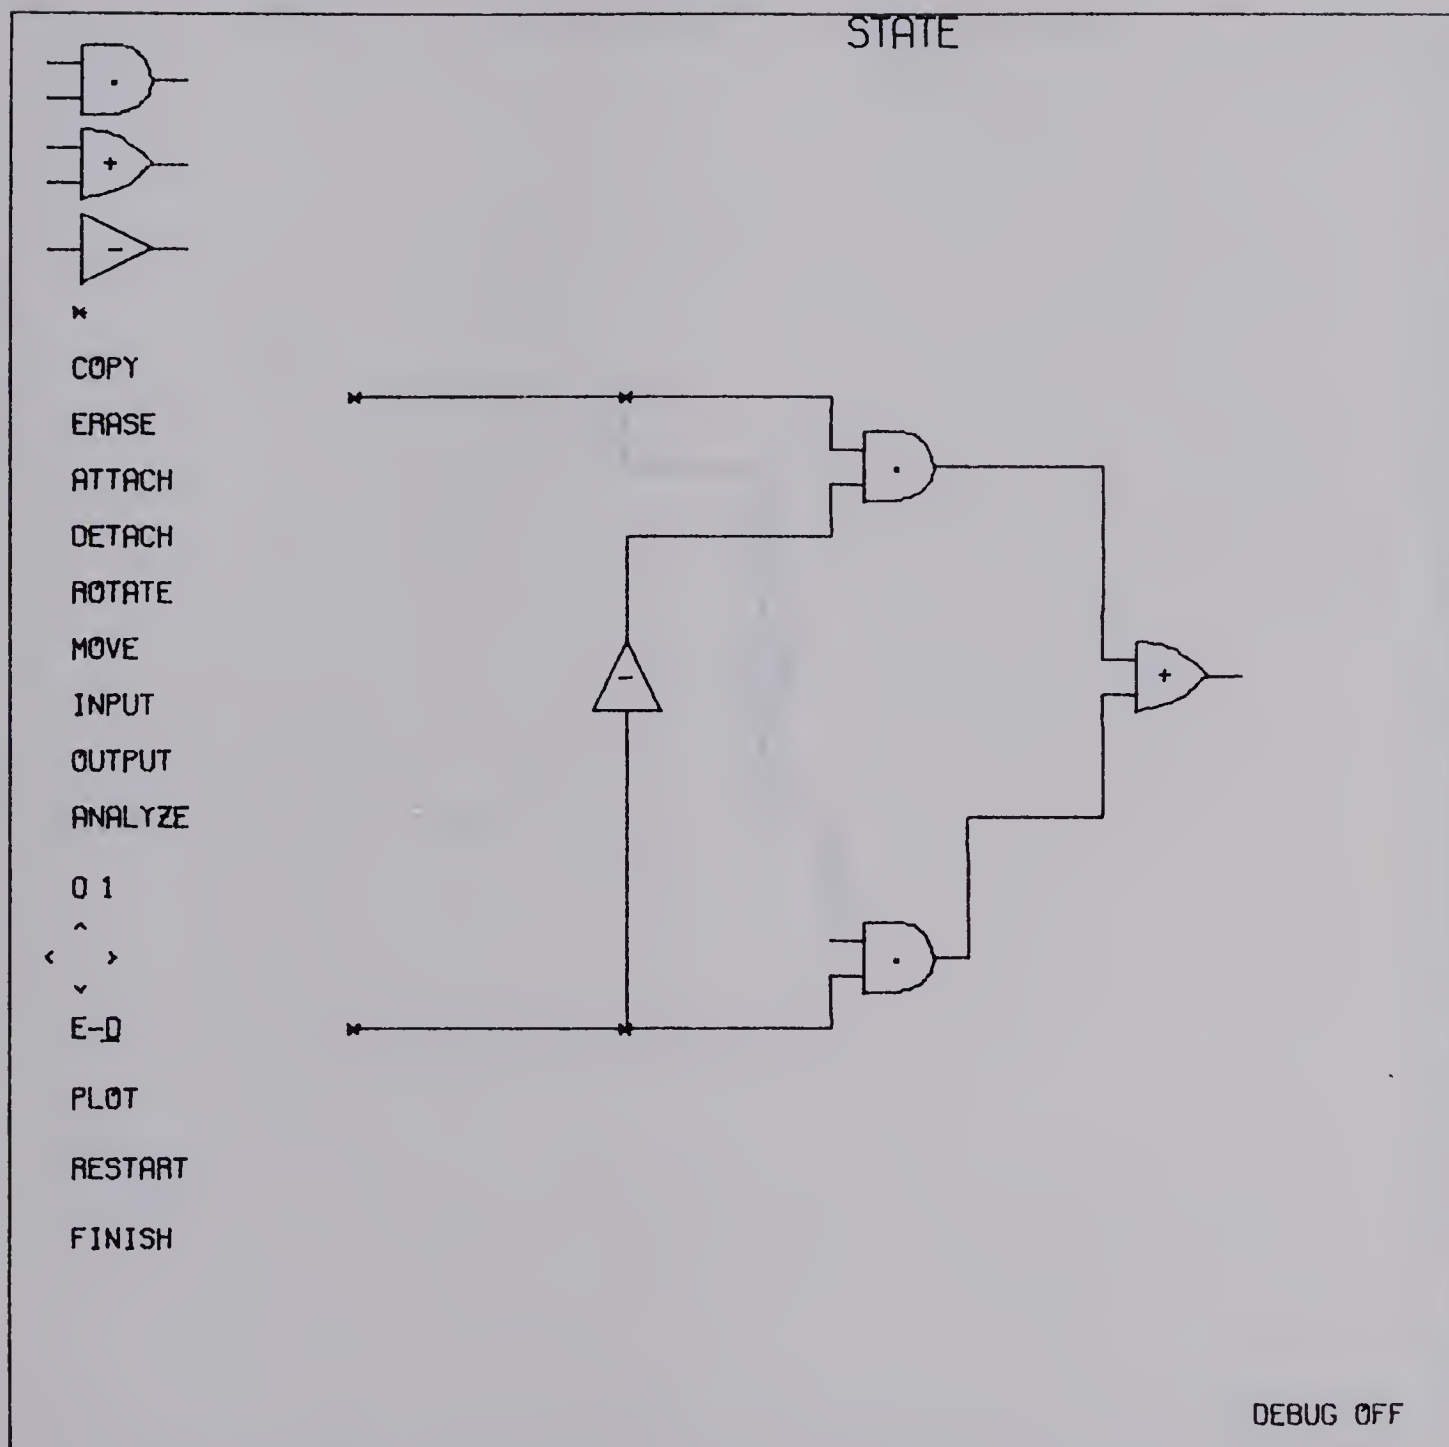 STATE
.
+
-
*
COPY
ERASE
ATTACH
DETACH
ROTATE
MOVE
INPUT
OUTPUT
ANALYZE
0 1
^
< >
v
E-D
PLOT
RESTART
FINISH
.
-
+
.
DEBUG OFF